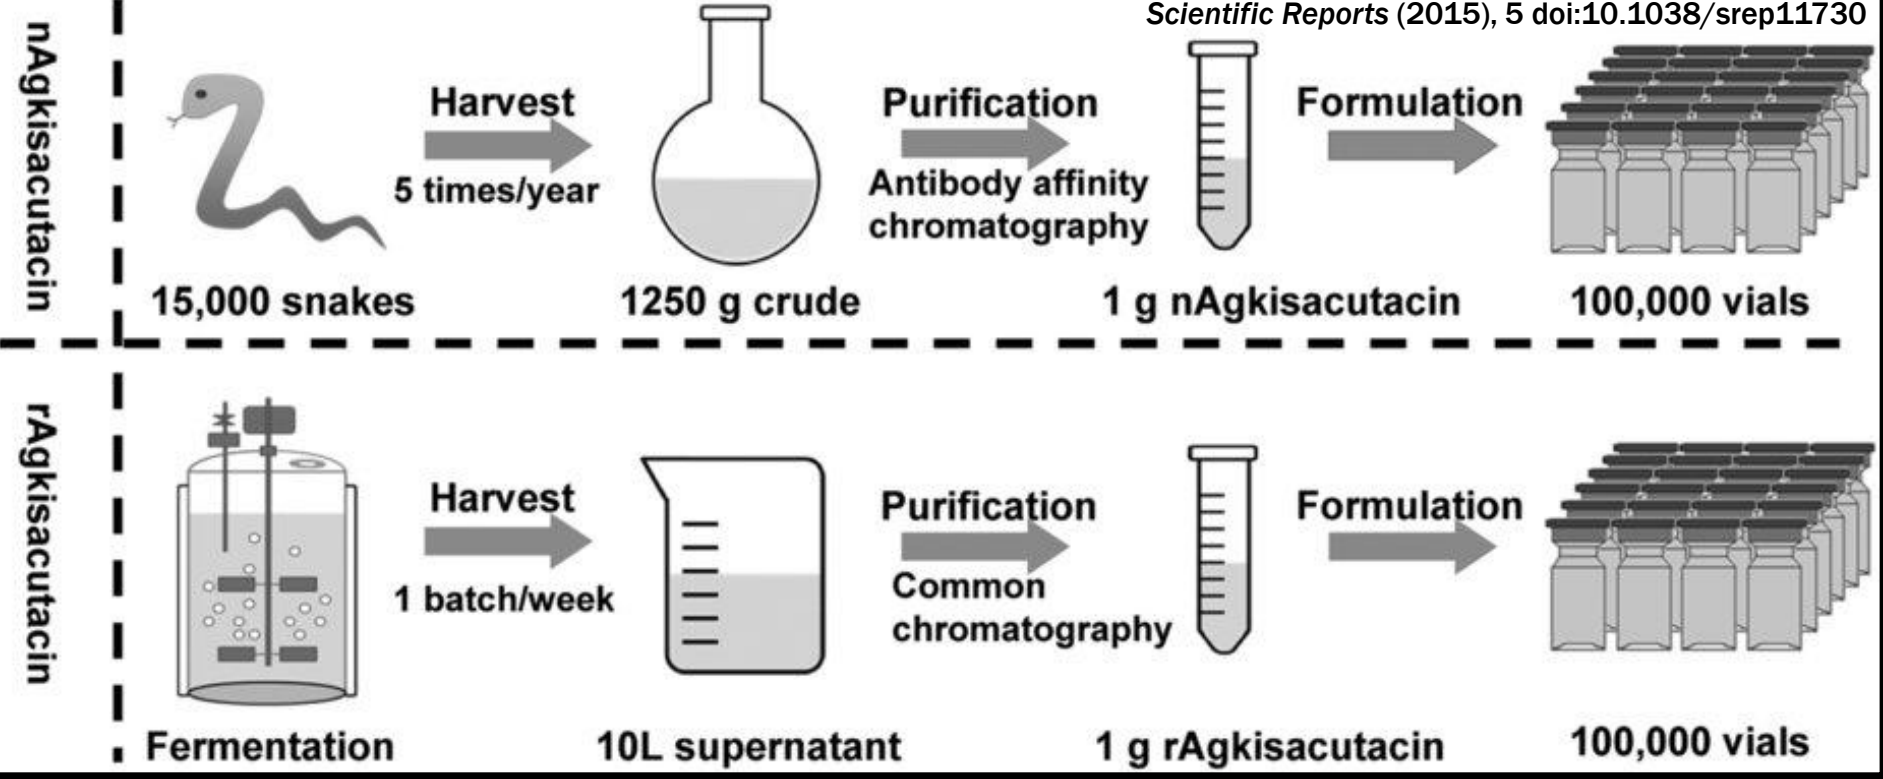 Scientific Reports (2015), 5 doi:10.1038/srep11730
nAgkisacutacin
Harvest
5 times/year
Purification
Antibody affinity
chromatography
Formulation
15,000 snakes
1250 g crude
1 g nAgkisacutacin
100,000 vials
rAgkisacutacin
Harvest
1 batch/week
Purification
Common
chromatography
Formulation
Fermentation
10L supernatant
1 g rAgkisacutacin
100,000 vials